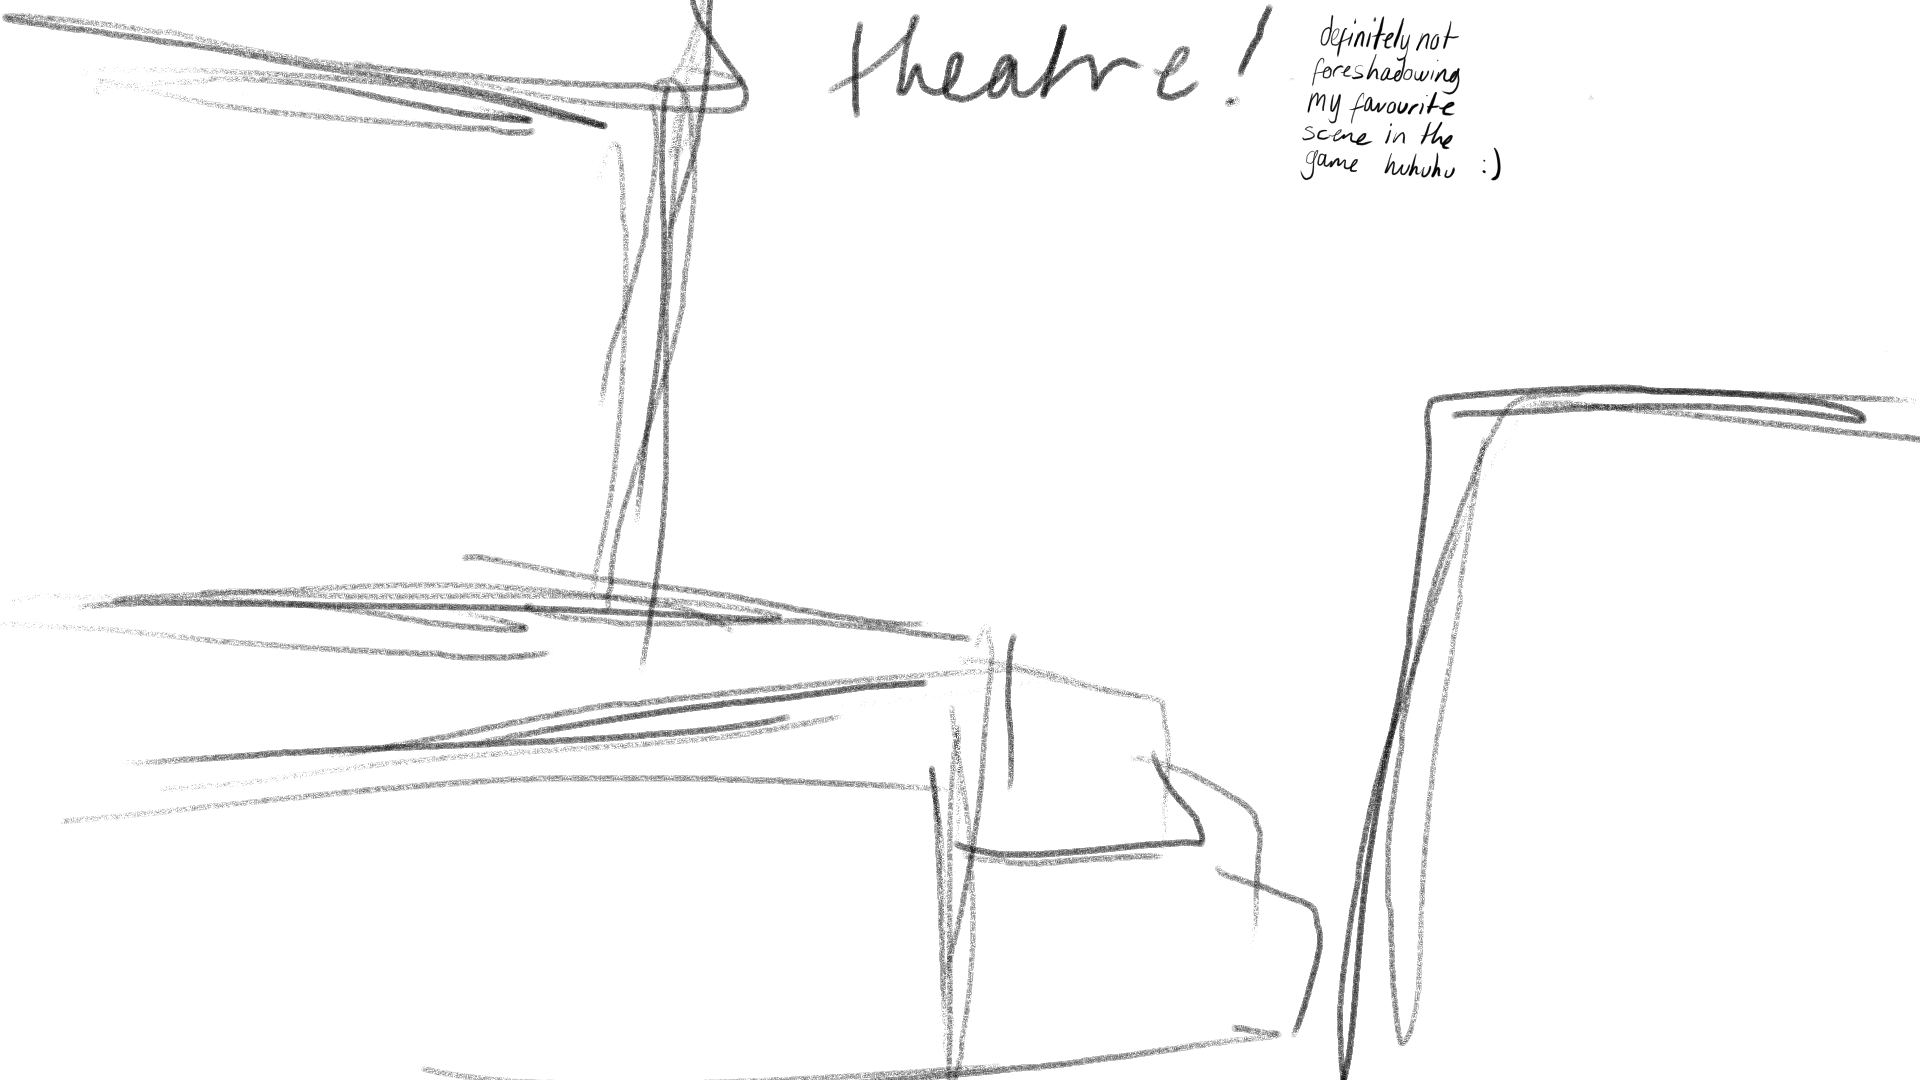 theatre!
definitely not
foreshadowing
my favourite
scene in the
game huhuhu :)